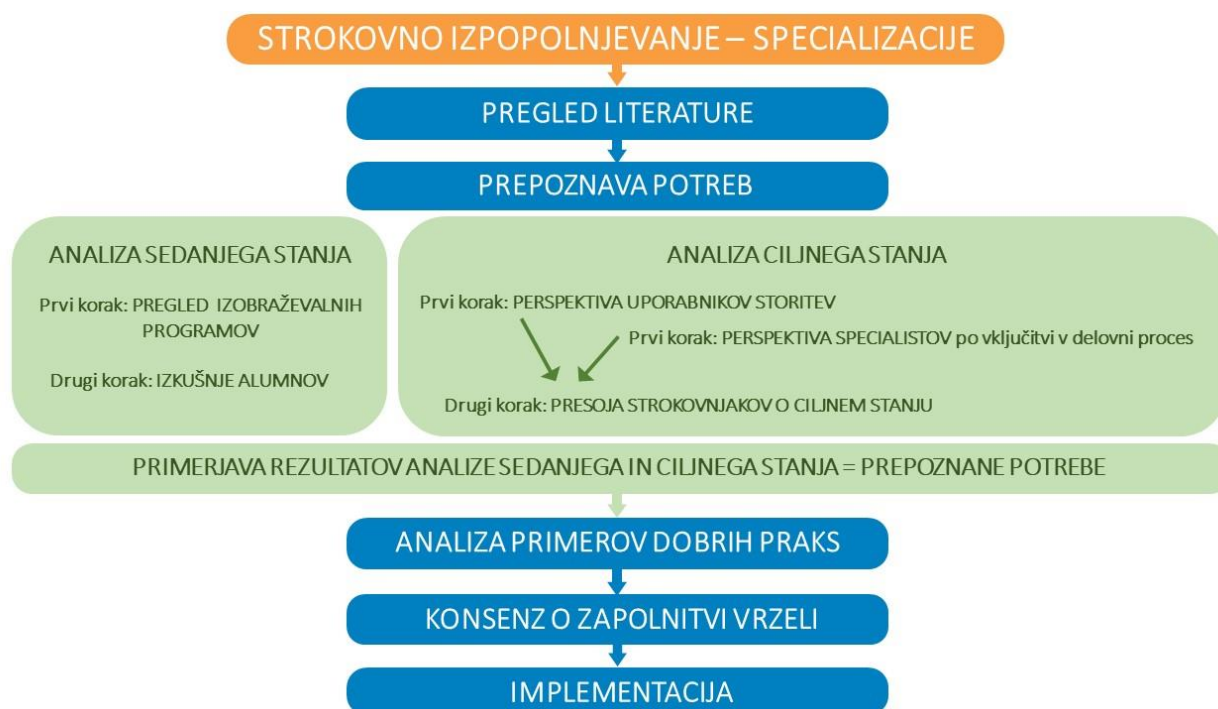 STROKOVNO IZPOPOLNJEVANJE – SPECIALIZACIJE
PREGLED LITERATURE
PREPOZNAVA POTREB
ANALIZA SEDANJEGA STANJA
Prvi korak: PREGLED IZOBRAŽEVALNIH
PROGRAMOV
Drugi korak: IZKUŠNJE ALUMNOV
ANALIZA CILJNEGA STANJA
Prvi korak: PERSPEKTIVA UPORABNIKOV STORITEV
Prvi korak: PERSPEKTIVA SPECIALISTOV po vključitvi v delovni proces
Drugi korak: PRESOJA STROKOVNJAKOV O CILJNEM STANJU
PRIMERJAVA REZULTATOV ANALIZE SEDANJEGA IN CILJNEGA STANJA = PREPOZNANE POTREBE
ANALIZA PRIMEROV DOBRIH PRAKS
KONSENZ O ZAPOLNITVI VRZELI
IMPLEMENTACIJA